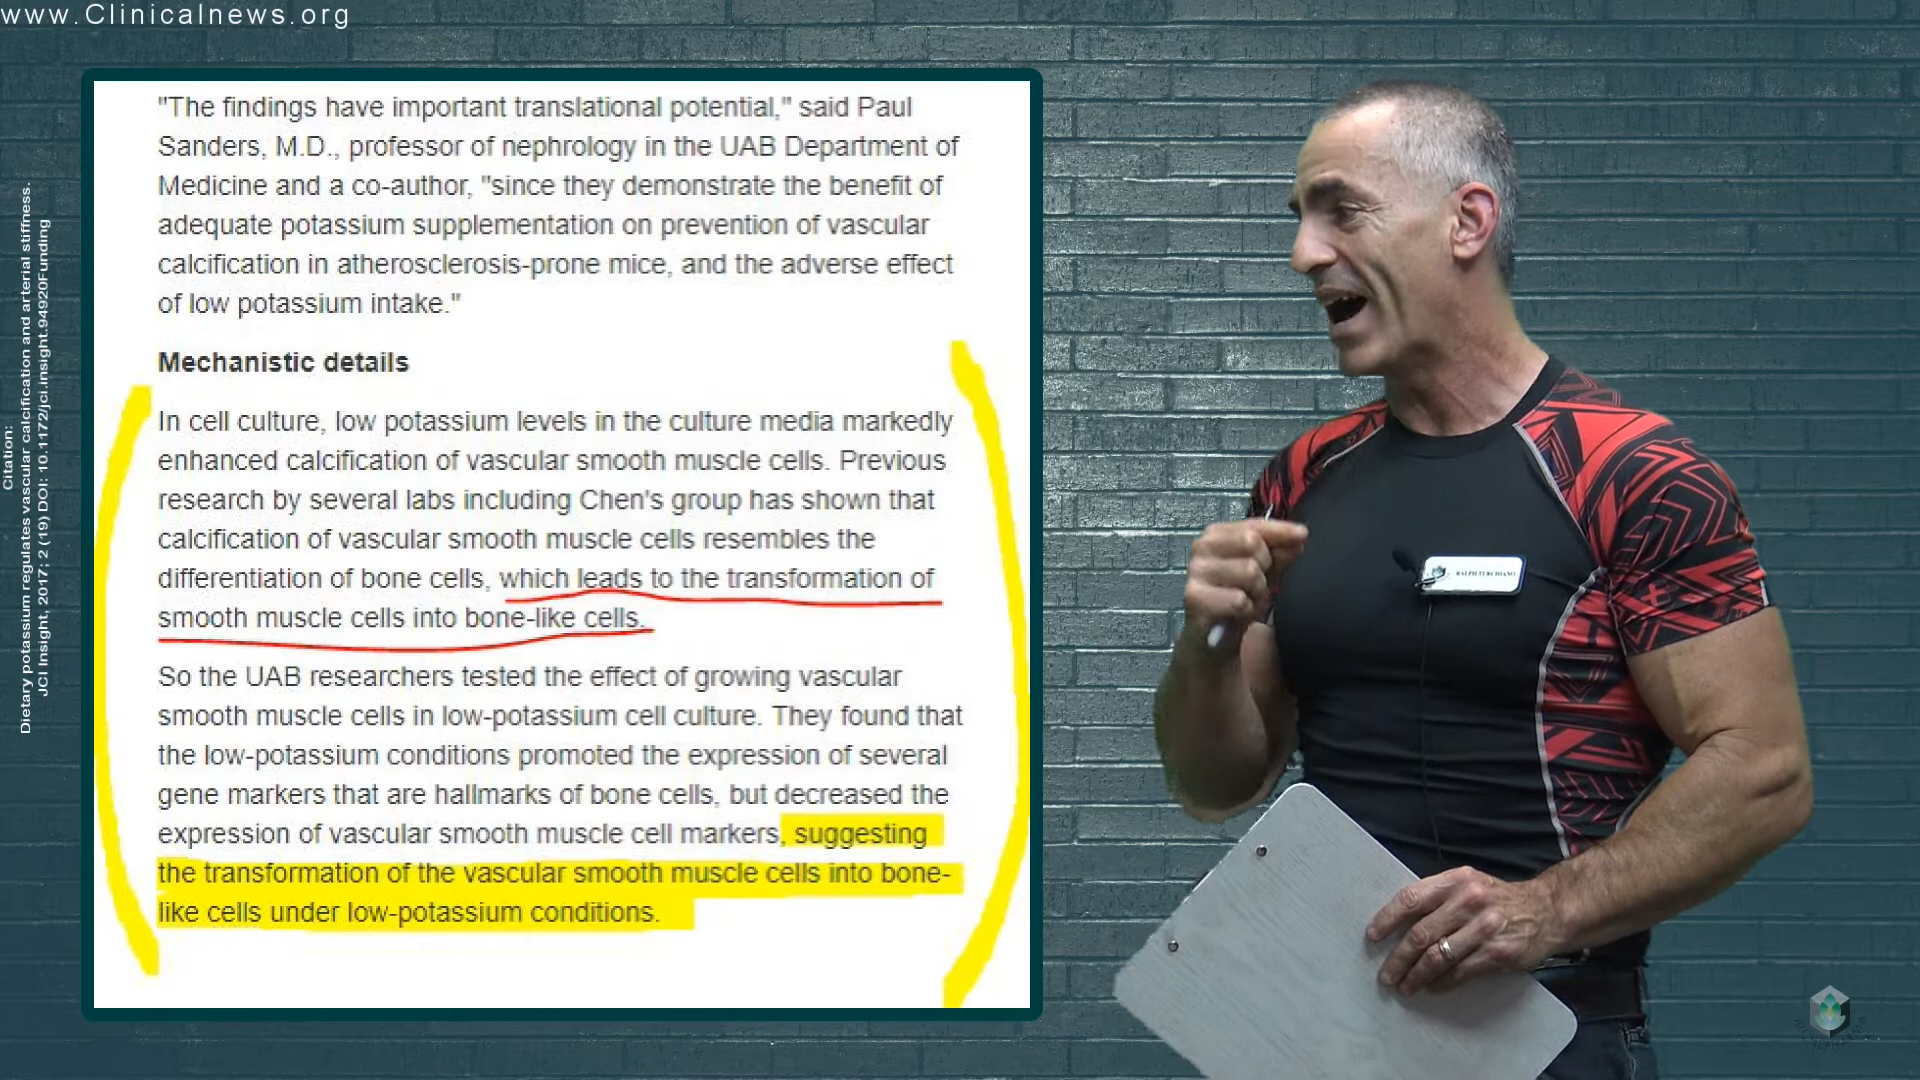 www.Clinicalnews.org
Citation:
Dietary potassium regulates vascular calcification and arterial stiffness.
JCI Insight, 2017; 2 (19) DOI: 10.1172/jci.insight.94920Funding
"The findings have important translational potential," said Paul
Sanders, M.D., professor of nephrology in the UAB Department of
Medicine and a co-author, "since they demonstrate the benefit of
adequate potassium supplementation on prevention of vascular
calcification in atherosclerosis-prone mice, and the adverse effect
of low potassium intake."
Mechanistic details
In cell culture, low potassium levels in the culture media markedly
enhanced calcification of vascular smooth muscle cells. Previous
research by several labs including Chen's group has shown that
calcification of vascular smooth muscle cells resembles the
differentiation of bone cells, which leads to the transformation of
smooth muscle cells into bone-like cells.
So the UAB researchers tested the effect of growing vascular
smooth muscle cells in low-potassium cell culture. They found that
the low-potassium conditions promoted the expression of several
gene markers that are hallmarks of bone cells, but decreased the
expression of vascular smooth muscle cell markers, suggesting
the transformation of the vascular smooth muscle cells into bone-
like cells under low-potassium conditions.
RALPH TURCHIANO